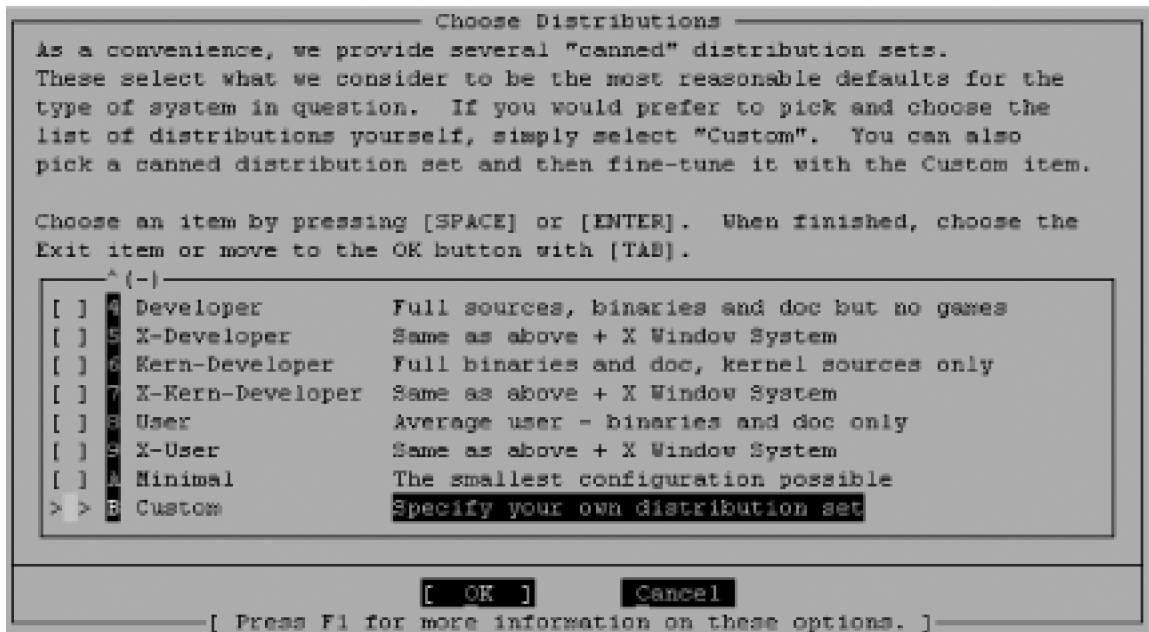 Choose Distributions
As a convenience, we provide several "canned" distribution sets.
These select what we consider to be the most reasonable defaults for the
type of system in question.  If you would prefer to pick and choose the
list of distributions yourself, simply select "Custom".  You can also
pick a canned distribution set and then fine-tune it with the Custom item.
Choose an item by pressing [SPACE] or [ENTER].  When finished, choose the
Exit item or move to the OK button with [TAB].
^(-)
[ ] 4 Developer        Full sources, binaries and doc but no games
[ ] 5 X-Developer      Same as above + X Window System
[ ] 6 Kern-Developer   Full binaries and doc, kernel sources only
[ ] 7 X-Kern-Developer Same as above + X Window System
[ ] 8 User             Average user - binaries and doc only
[ ] 9 X-User           Same as above + X Window System
[ ] A Minimal          The smallest configuration possible
> > B Custom           Specify your own distribution set
[  OK  ]     Cancel
[ Press F1 for more information on these options. ]